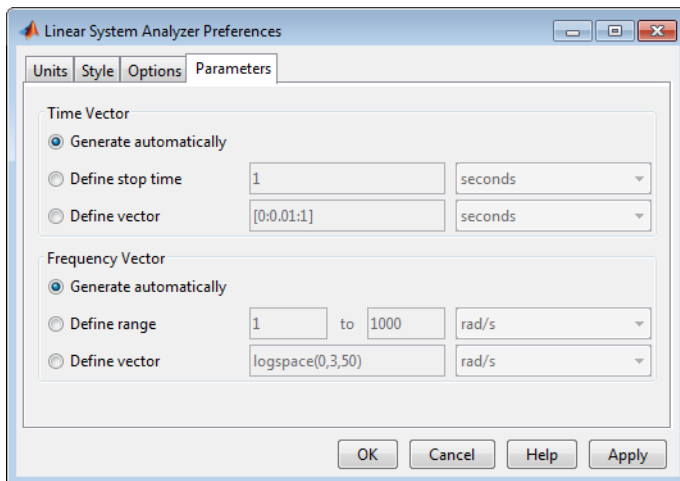 Linear System Analyzer Preferences
Units Style Options Parameters
Time Vector
Generate automatically
Define stop time 1 seconds
Define vector [0:0.01:1] seconds
Frequency Vector
Generate automatically
Define range 1 to 1000 rad/s
Define vector logspace(0,3,50) rad/s
OK Cancel Help Apply